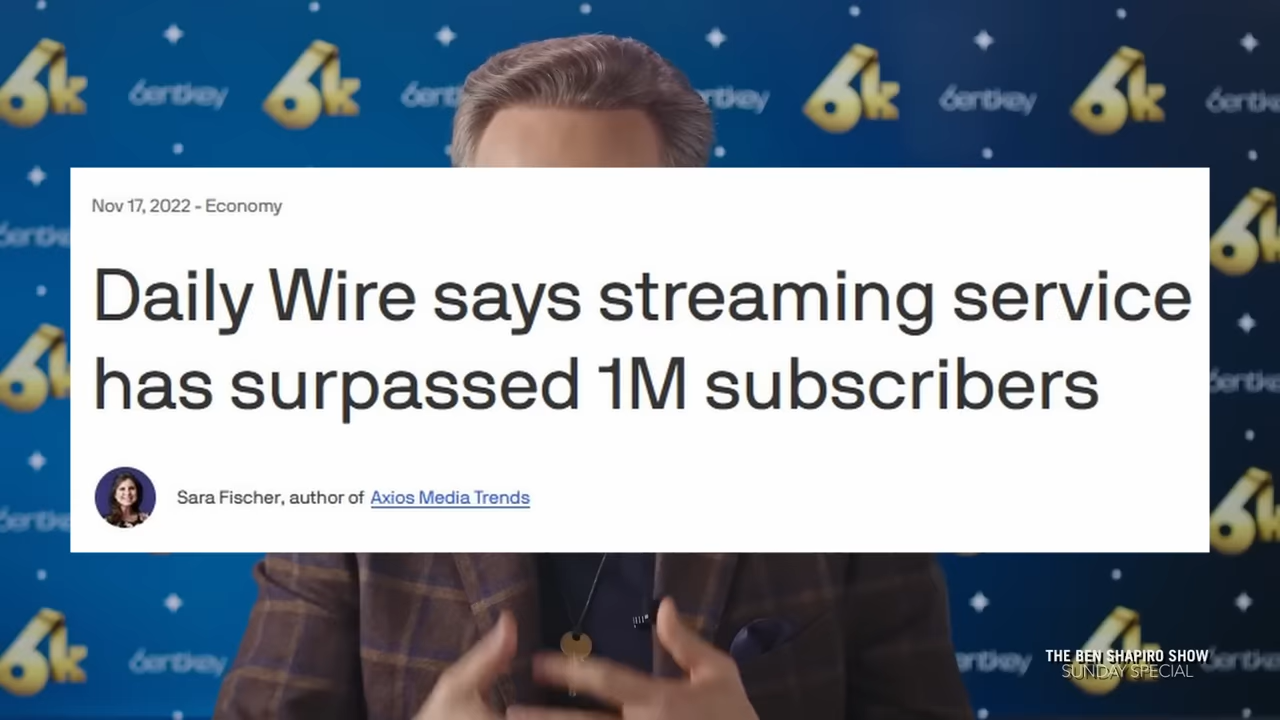 6k
Nov 17, 2022 - Economy
Daily Wire says streaming service
has surpassed 1M subscribers
Sara Fischer, author of Axios Media Trends
THE BEN SHAPIRO SHOW
SUNDAY SPECIAL